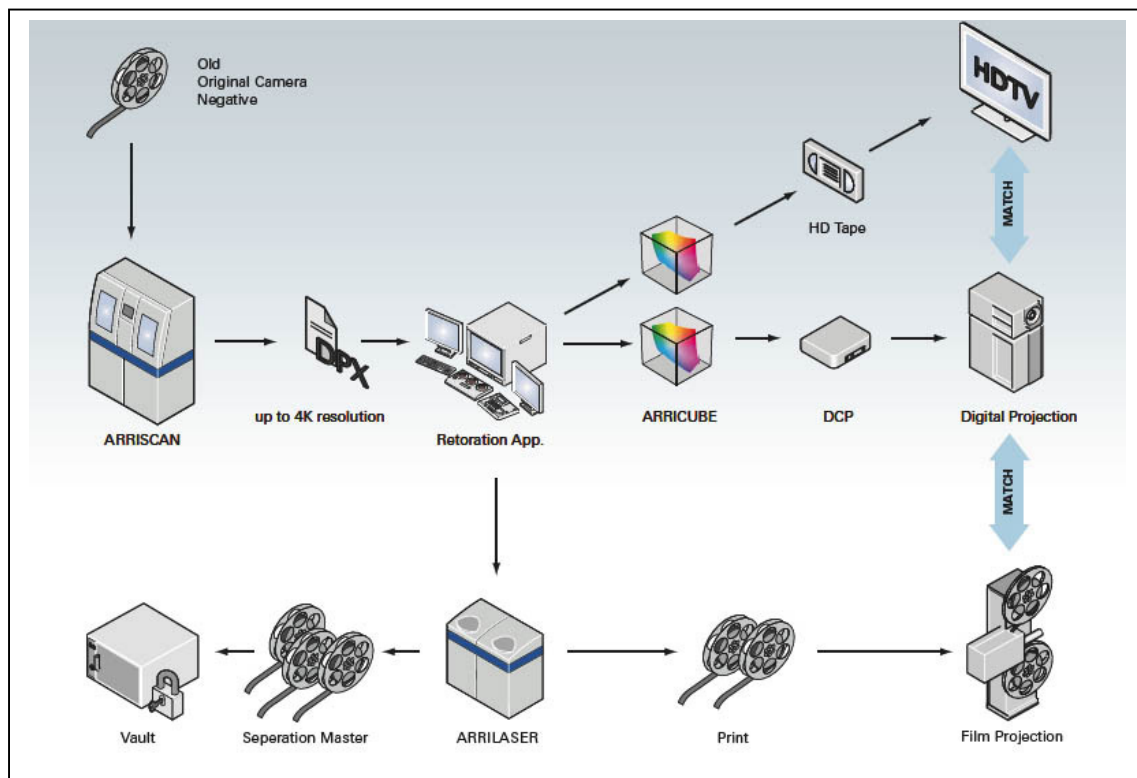 Old
Original Camera
Negative
HDTV
MATCH
HD Tape
DPX
ARRISCAN
up to 4K resolution
Retoration App.
ARRICUBE
DCP
Digital Projection
MATCH
Vault
Seperation Master
ARRILASER
Print
Film Projection